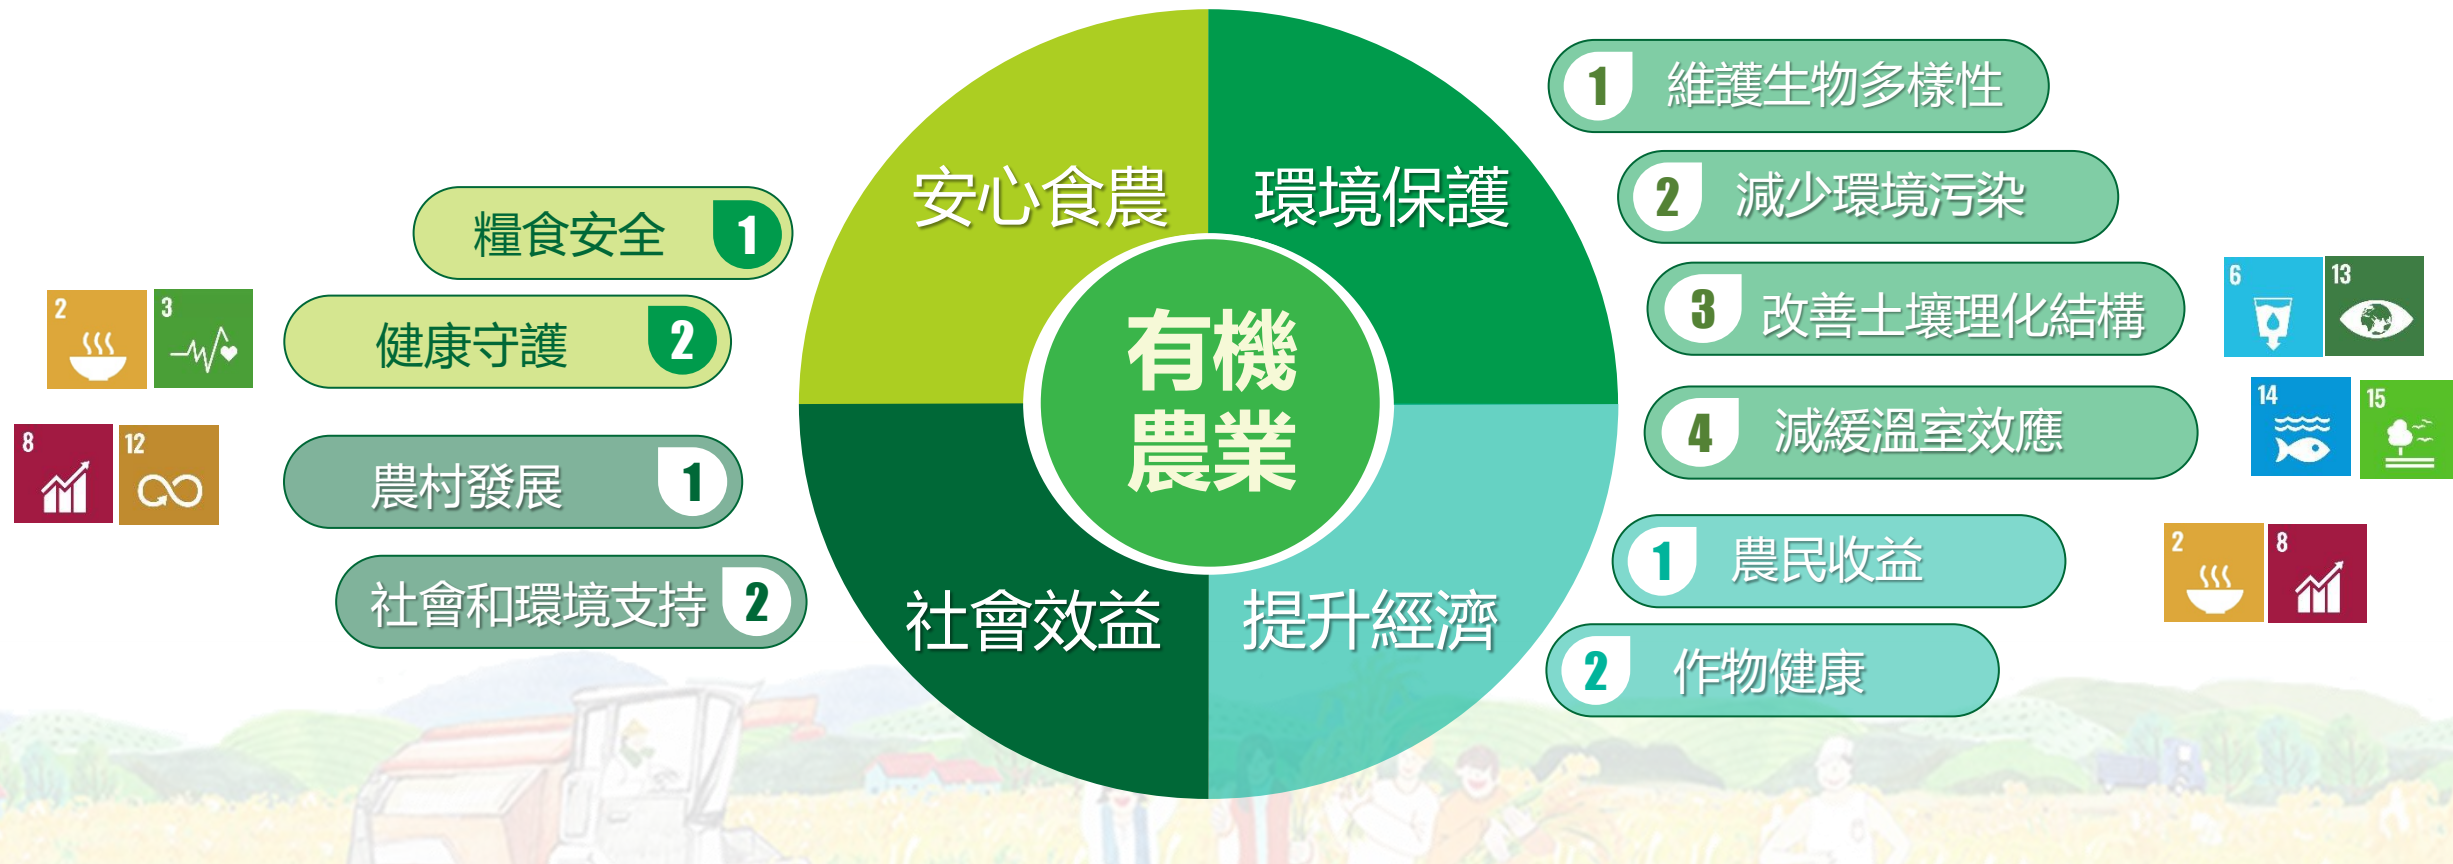 有機
農業
安心食農
糧食安全 1
健康守護 2
2
3
環境保護
1 維護生物多樣性
2 減少環境污染
3 改善土壤理化結構
4 減緩溫室效應
6
13
14
15
社會效益
農村發展 1
社會和環境支持 2
8
12
提升經濟
1 農民收益
2 作物健康
2
8